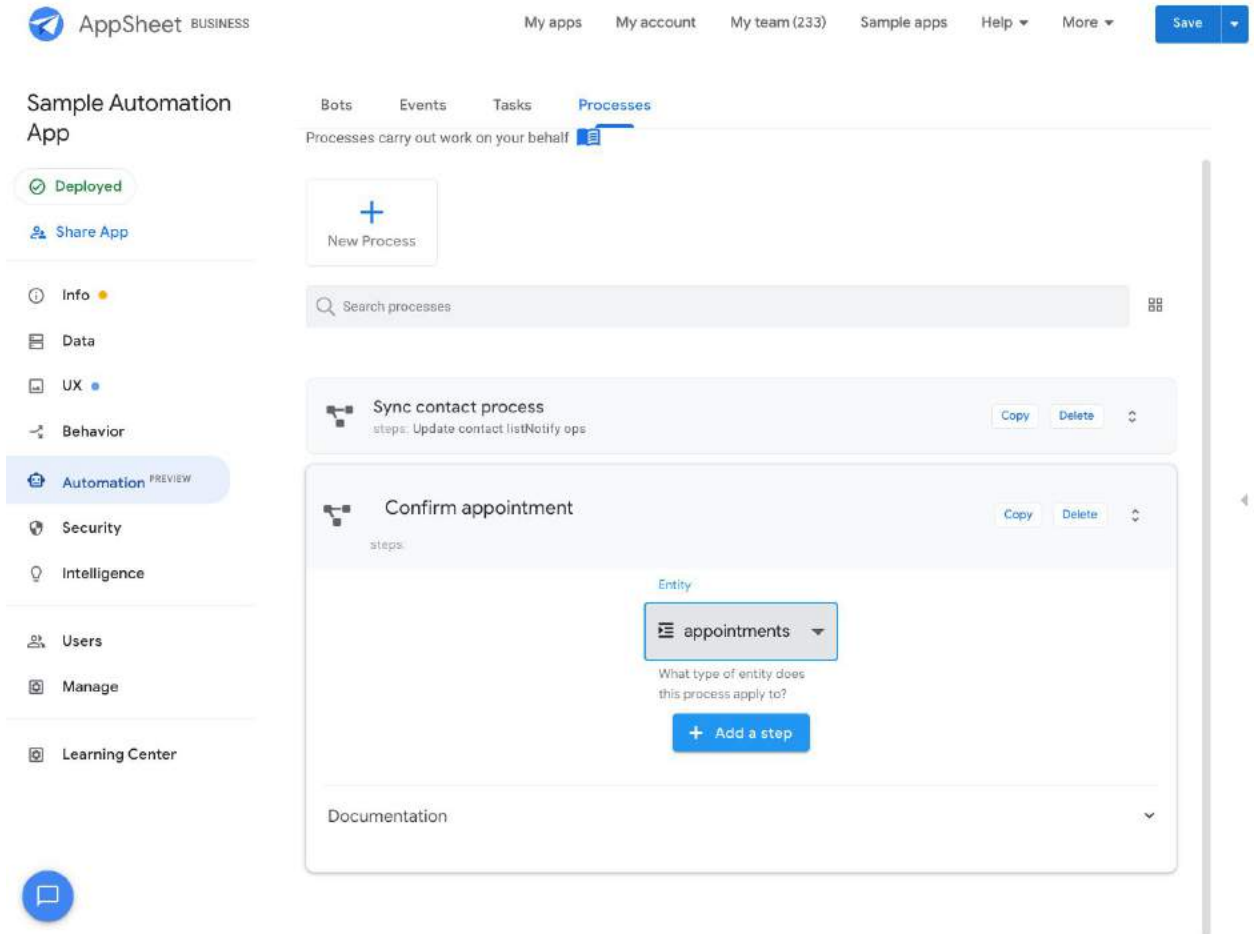 AppSheet BUSINESS
My apps My account My team (233) Sample apps Help More Save
Sample Automation
App
Deployed
Share App
Info
Data
UX
Behavior
Automation PREVIEW
Security
Intelligence
Users
Manage
Learning Center
Bots Events Tasks Processes
Processes carry out work on your behalf
New Process
Search processes
Sync contact process
steps: Update contact listNotify ops
Copy Delete
Confirm appointment
steps:
Copy Delete
Entity
appointments
What type of entity does
this process apply to?
+ Add a step
Documentation